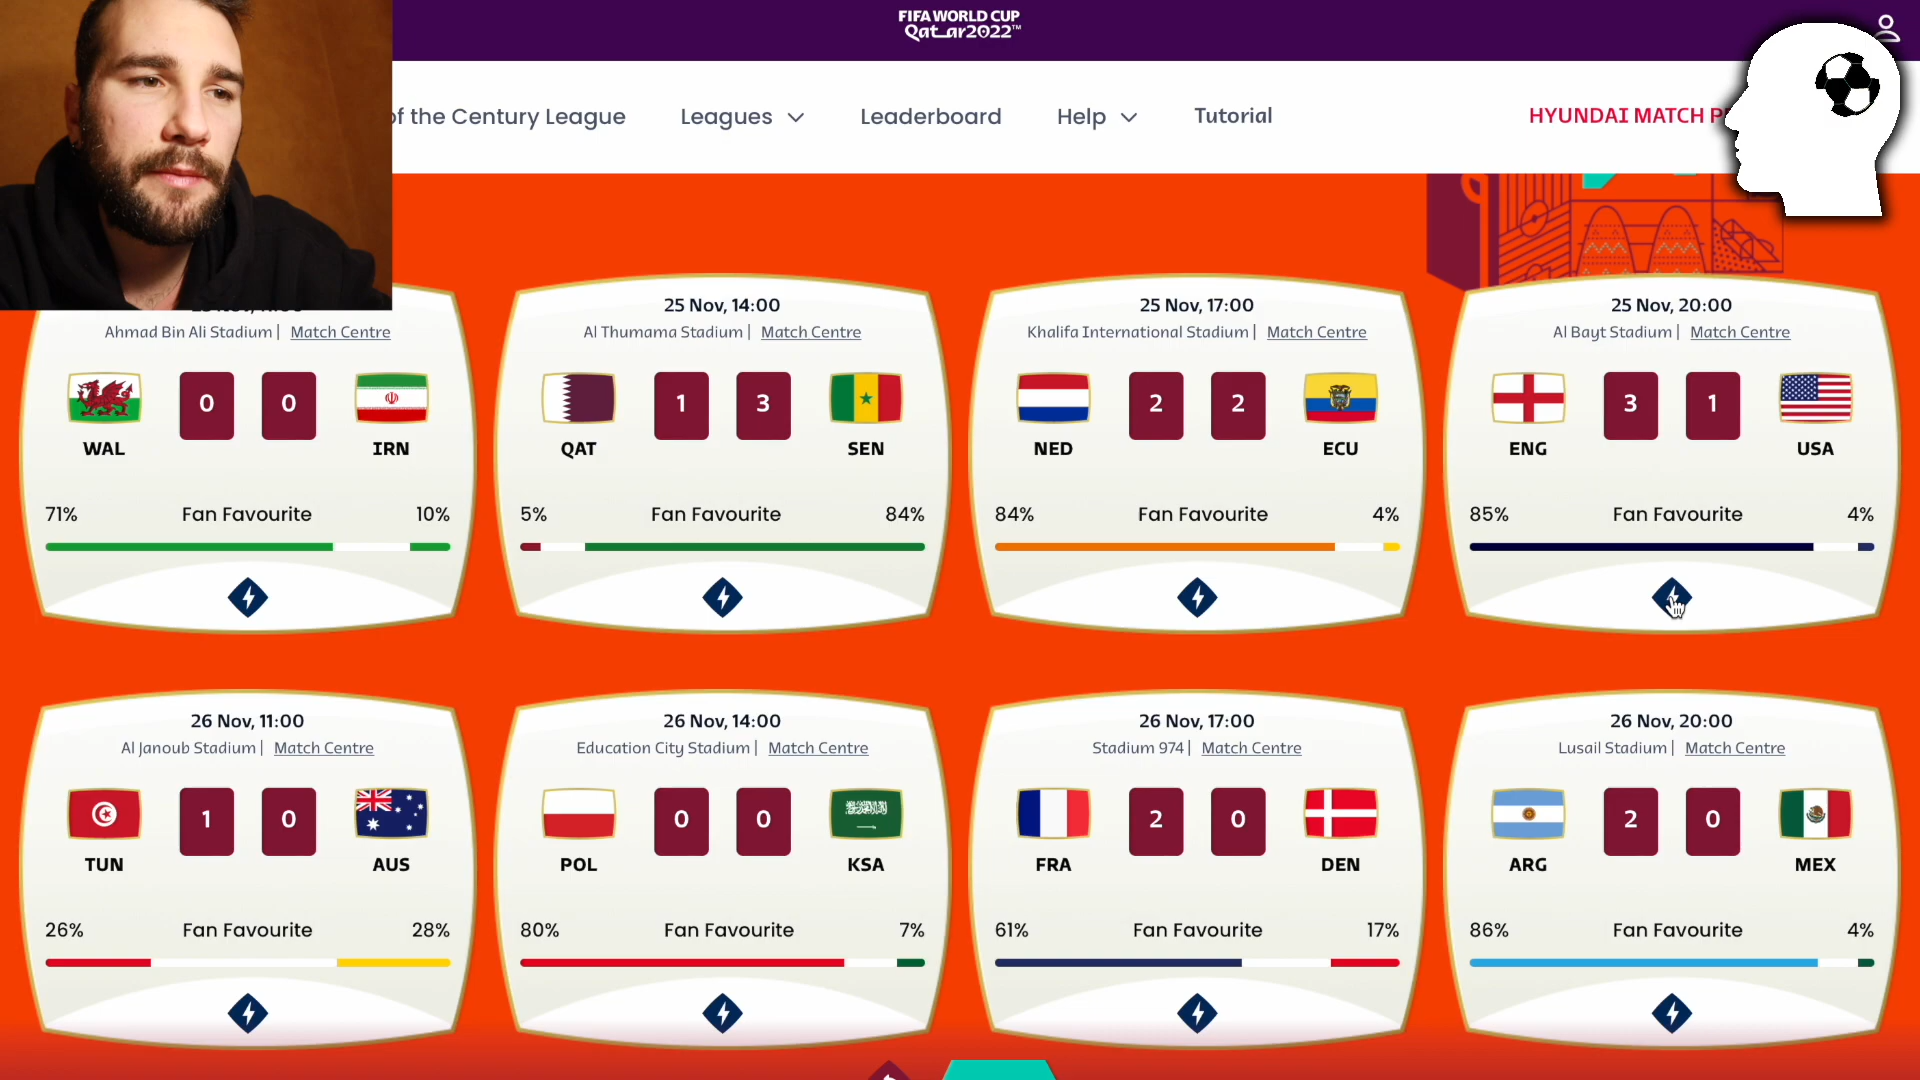 FIFA WORLD CUP
Qatar2022™
of the Century League
Leagues
Leaderboard
Help
Tutorial
HYUNDAI MATCH
25 Nov, 14:00
25 Nov, 17:00
25 Nov, 20:00
Ahmad Bin Ali Stadium | Match Centre
Al Thumama Stadium | Match Centre
Khalifa International Stadium | Match Centre
Al Bayt Stadium | Match Centre
0 0
1 3
2 2
3 1
WAL IRN
QAT SEN
NED ECU
ENG USA
71% Fan Favourite 10%
5% Fan Favourite 84%
84% Fan Favourite 4%
85% Fan Favourite 4%
26 Nov, 11:00
26 Nov, 14:00
26 Nov, 17:00
26 Nov, 20:00
Al Janoub Stadium | Match Centre
Education City Stadium | Match Centre
Stadium 974 | Match Centre
Lusail Stadium | Match Centre
1 0
0 0
2 0
2 0
TUN AUS
POL KSA
FRA DEN
ARG MEX
26% Fan Favourite 28%
80% Fan Favourite 7%
61% Fan Favourite 17%
86% Fan Favourite 4%